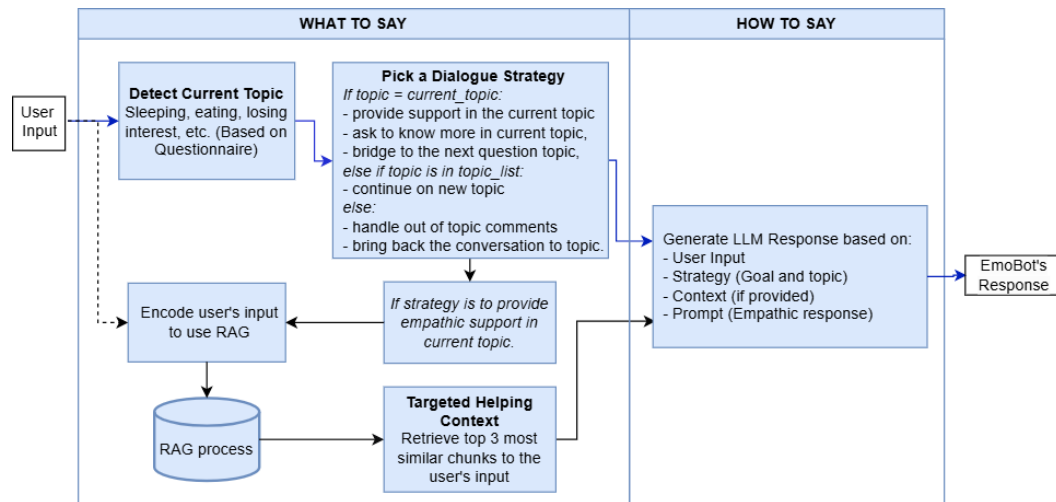 WHAT TO SAY
HOW TO SAY
User
Input
Detect Current Topic
Sleeping, eating, losing
interest, etc. (Based on
Questionnaire)
Pick a Dialogue Strategy
If topic = current_topic:
- provide support in the current topic
- ask to know more in current topic,
- bridge to the next question topic,
else if topic is in topic_list:
- continue on new topic
else:
- handle out of topic comments
- bring back the conversation to topic.
If strategy is to provide
empathic support in
current topic.
Encode user's input
to use RAG
RAG process
Targeted Helping
Context
Retrieve top 3 most
similar chunks to the
user's input
Generate LLM Response based on:
- User Input
- Strategy (Goal and topic)
- Context (if provided)
- Prompt (Empathic response)
EmoBot's
Response